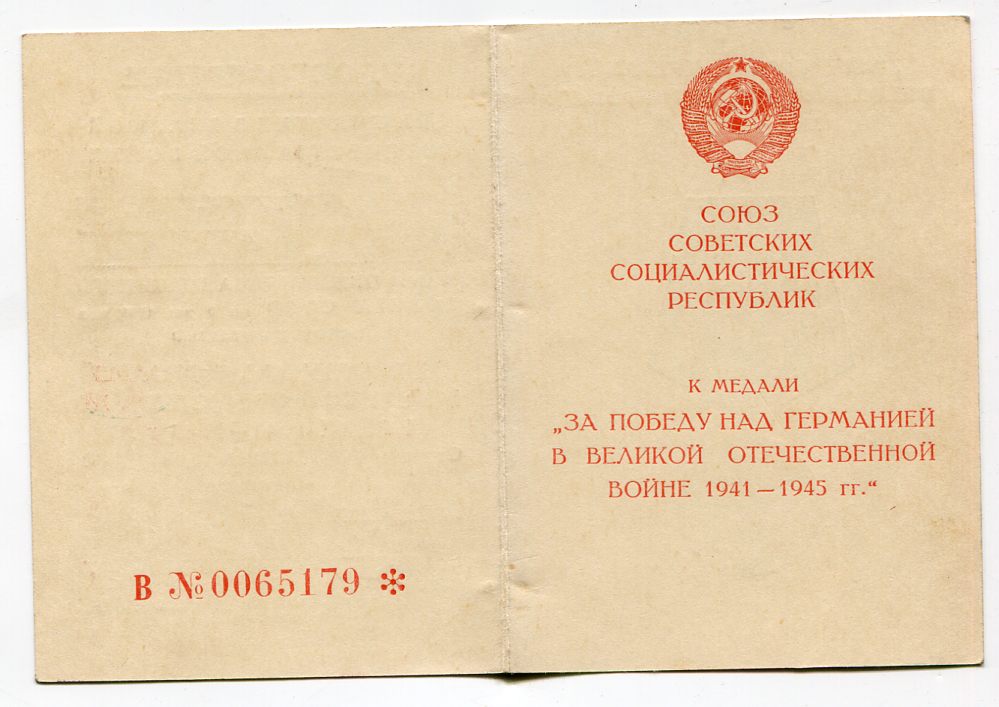 СОЮЗ
СОВЕТСКИХ
СОЦИАЛИСТИЧЕСКИХ
РЕСПУБЛИК
К МЕДАЛИ
„ЗА ПОБЕДУ НАД ГЕРМАНИЕЙ
В ВЕЛИКОЙ ОТЕЧЕСТВЕННОЙ
ВОЙНЕ 1941—1945 гг.“
В №0065179 *